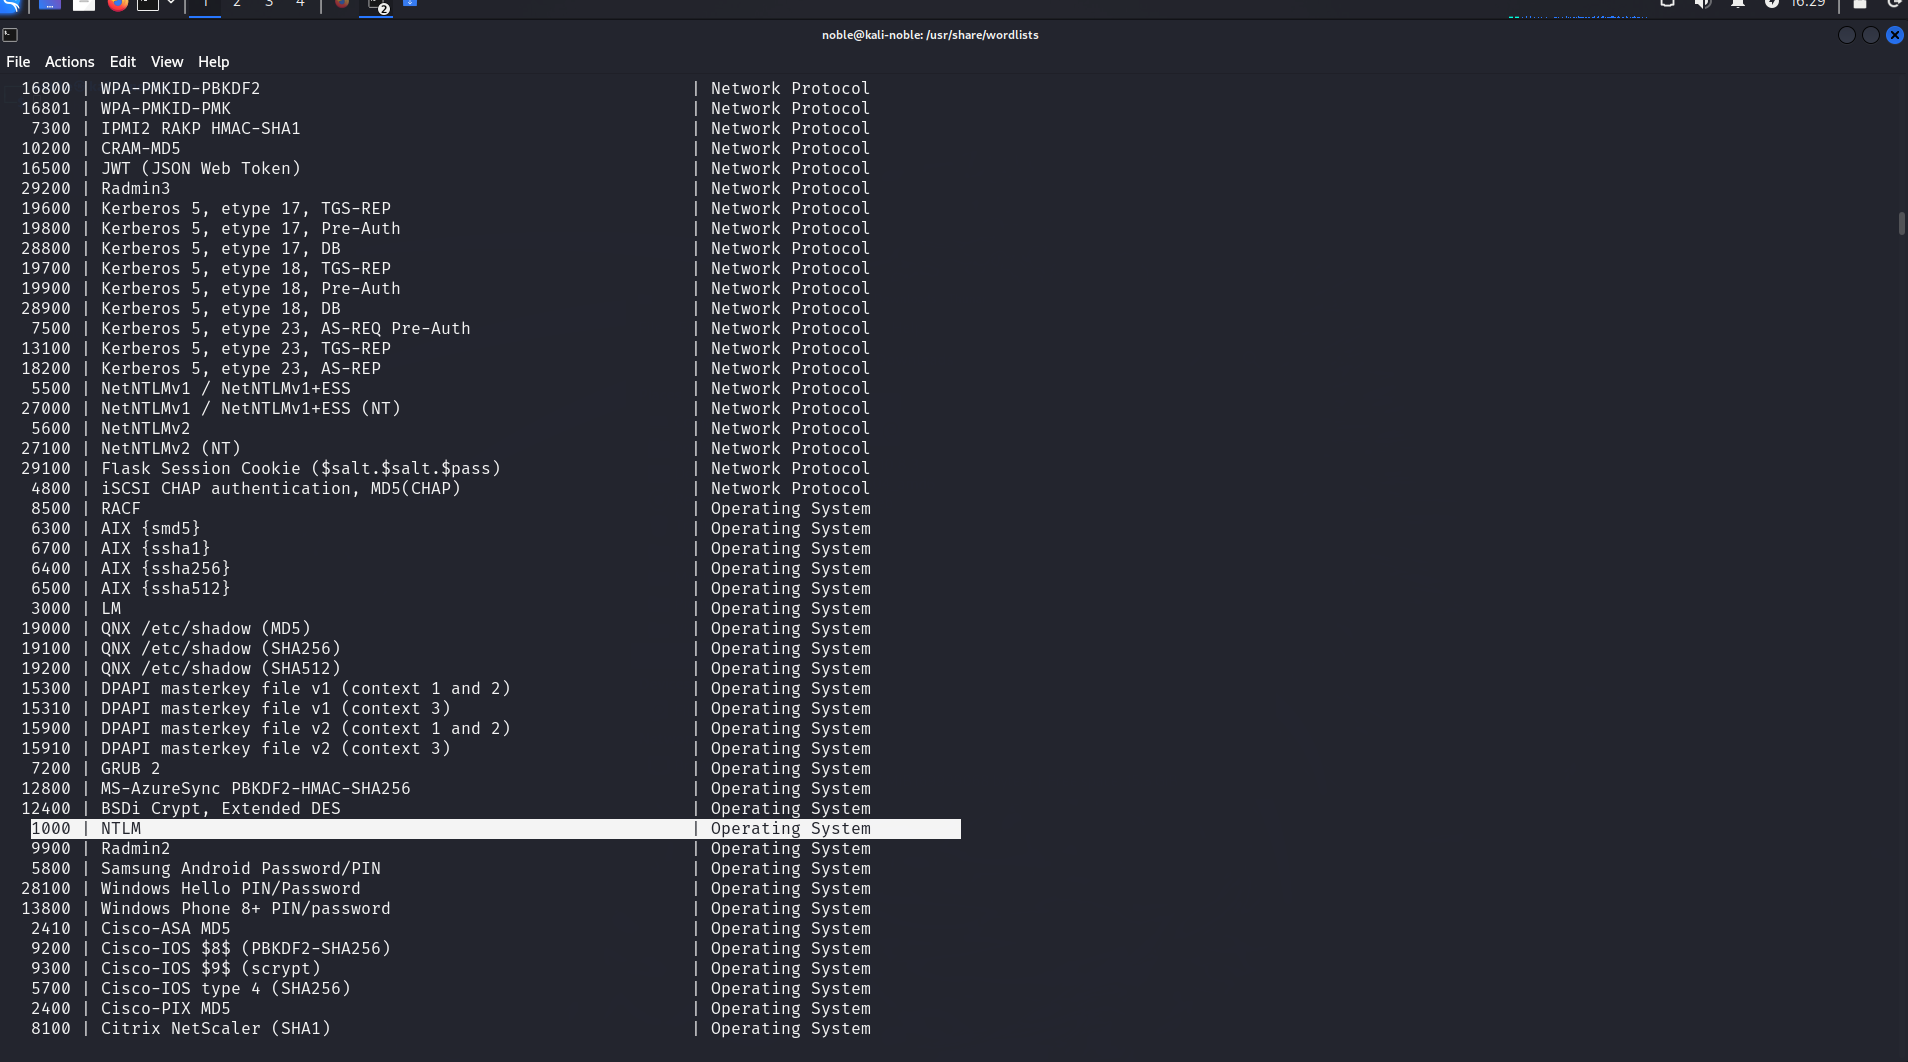 1 2 3 4 2 16:29
noble@kali-noble: /usr/share/wordlists
File Actions Edit View Help
16800 | WPA-PMKID-PBKDF2 | Network Protocol
16801 | WPA-PMKID-PMK | Network Protocol
7300 | IPMI2 RAKP HMAC-SHA1 | Network Protocol
10200 | CRAM-MD5 | Network Protocol
16500 | JWT (JSON Web Token) | Network Protocol
29200 | Radmin3 | Network Protocol
19600 | Kerberos 5, etype 17, TGS-REP | Network Protocol
19800 | Kerberos 5, etype 17, Pre-Auth | Network Protocol
28800 | Kerberos 5, etype 17, DB | Network Protocol
19700 | Kerberos 5, etype 18, TGS-REP | Network Protocol
19900 | Kerberos 5, etype 18, Pre-Auth | Network Protocol
28900 | Kerberos 5, etype 18, DB | Network Protocol
7500 | Kerberos 5, etype 23, AS-REQ Pre-Auth | Network Protocol
13100 | Kerberos 5, etype 23, TGS-REP | Network Protocol
18200 | Kerberos 5, etype 23, AS-REP | Network Protocol
5500 | NetNTLMv1 / NetNTLMv1+ESS | Network Protocol
27000 | NetNTLMv1 / NetNTLMv1+ESS (NT) | Network Protocol
5600 | NetNTLMv2 | Network Protocol
27100 | NetNTLMv2 (NT) | Network Protocol
29100 | Flask Session Cookie ($salt.$salt.$pass) | Network Protocol
4800 | iSCSI CHAP authentication, MD5(CHAP) | Network Protocol
8500 | RACF | Operating System
6300 | AIX {smd5} | Operating System
6700 | AIX {ssha1} | Operating System
6400 | AIX {ssha256} | Operating System
6500 | AIX {ssha512} | Operating System
3000 | LM | Operating System
19000 | QNX /etc/shadow (MD5) | Operating System
19100 | QNX /etc/shadow (SHA256) | Operating System
19200 | QNX /etc/shadow (SHA512) | Operating System
15300 | DPAPI masterkey file v1 (context 1 and 2) | Operating System
15310 | DPAPI masterkey file v1 (context 3) | Operating System
15900 | DPAPI masterkey file v2 (context 1 and 2) | Operating System
15910 | DPAPI masterkey file v2 (context 3) | Operating System
7200 | GRUB 2 | Operating System
12800 | MS-AzureSync PBKDF2-HMAC-SHA256 | Operating System
12400 | BSDi Crypt, Extended DES | Operating System
1000 | NTLM | Operating System
9900 | Radmin2 | Operating System
5800 | Samsung Android Password/PIN | Operating System
28100 | Windows Hello PIN/Password | Operating System
13800 | Windows Phone 8+ PIN/password | Operating System
2410 | Cisco-ASA MD5 | Operating System
9200 | Cisco-IOS $8$ (PBKDF2-SHA256) | Operating System
9300 | Cisco-IOS $9$ (scrypt) | Operating System
5700 | Cisco-IOS type 4 (SHA256) | Operating System
2400 | Cisco-PIX MD5 | Operating System
8100 | Citrix NetScaler (SHA1) | Operating System